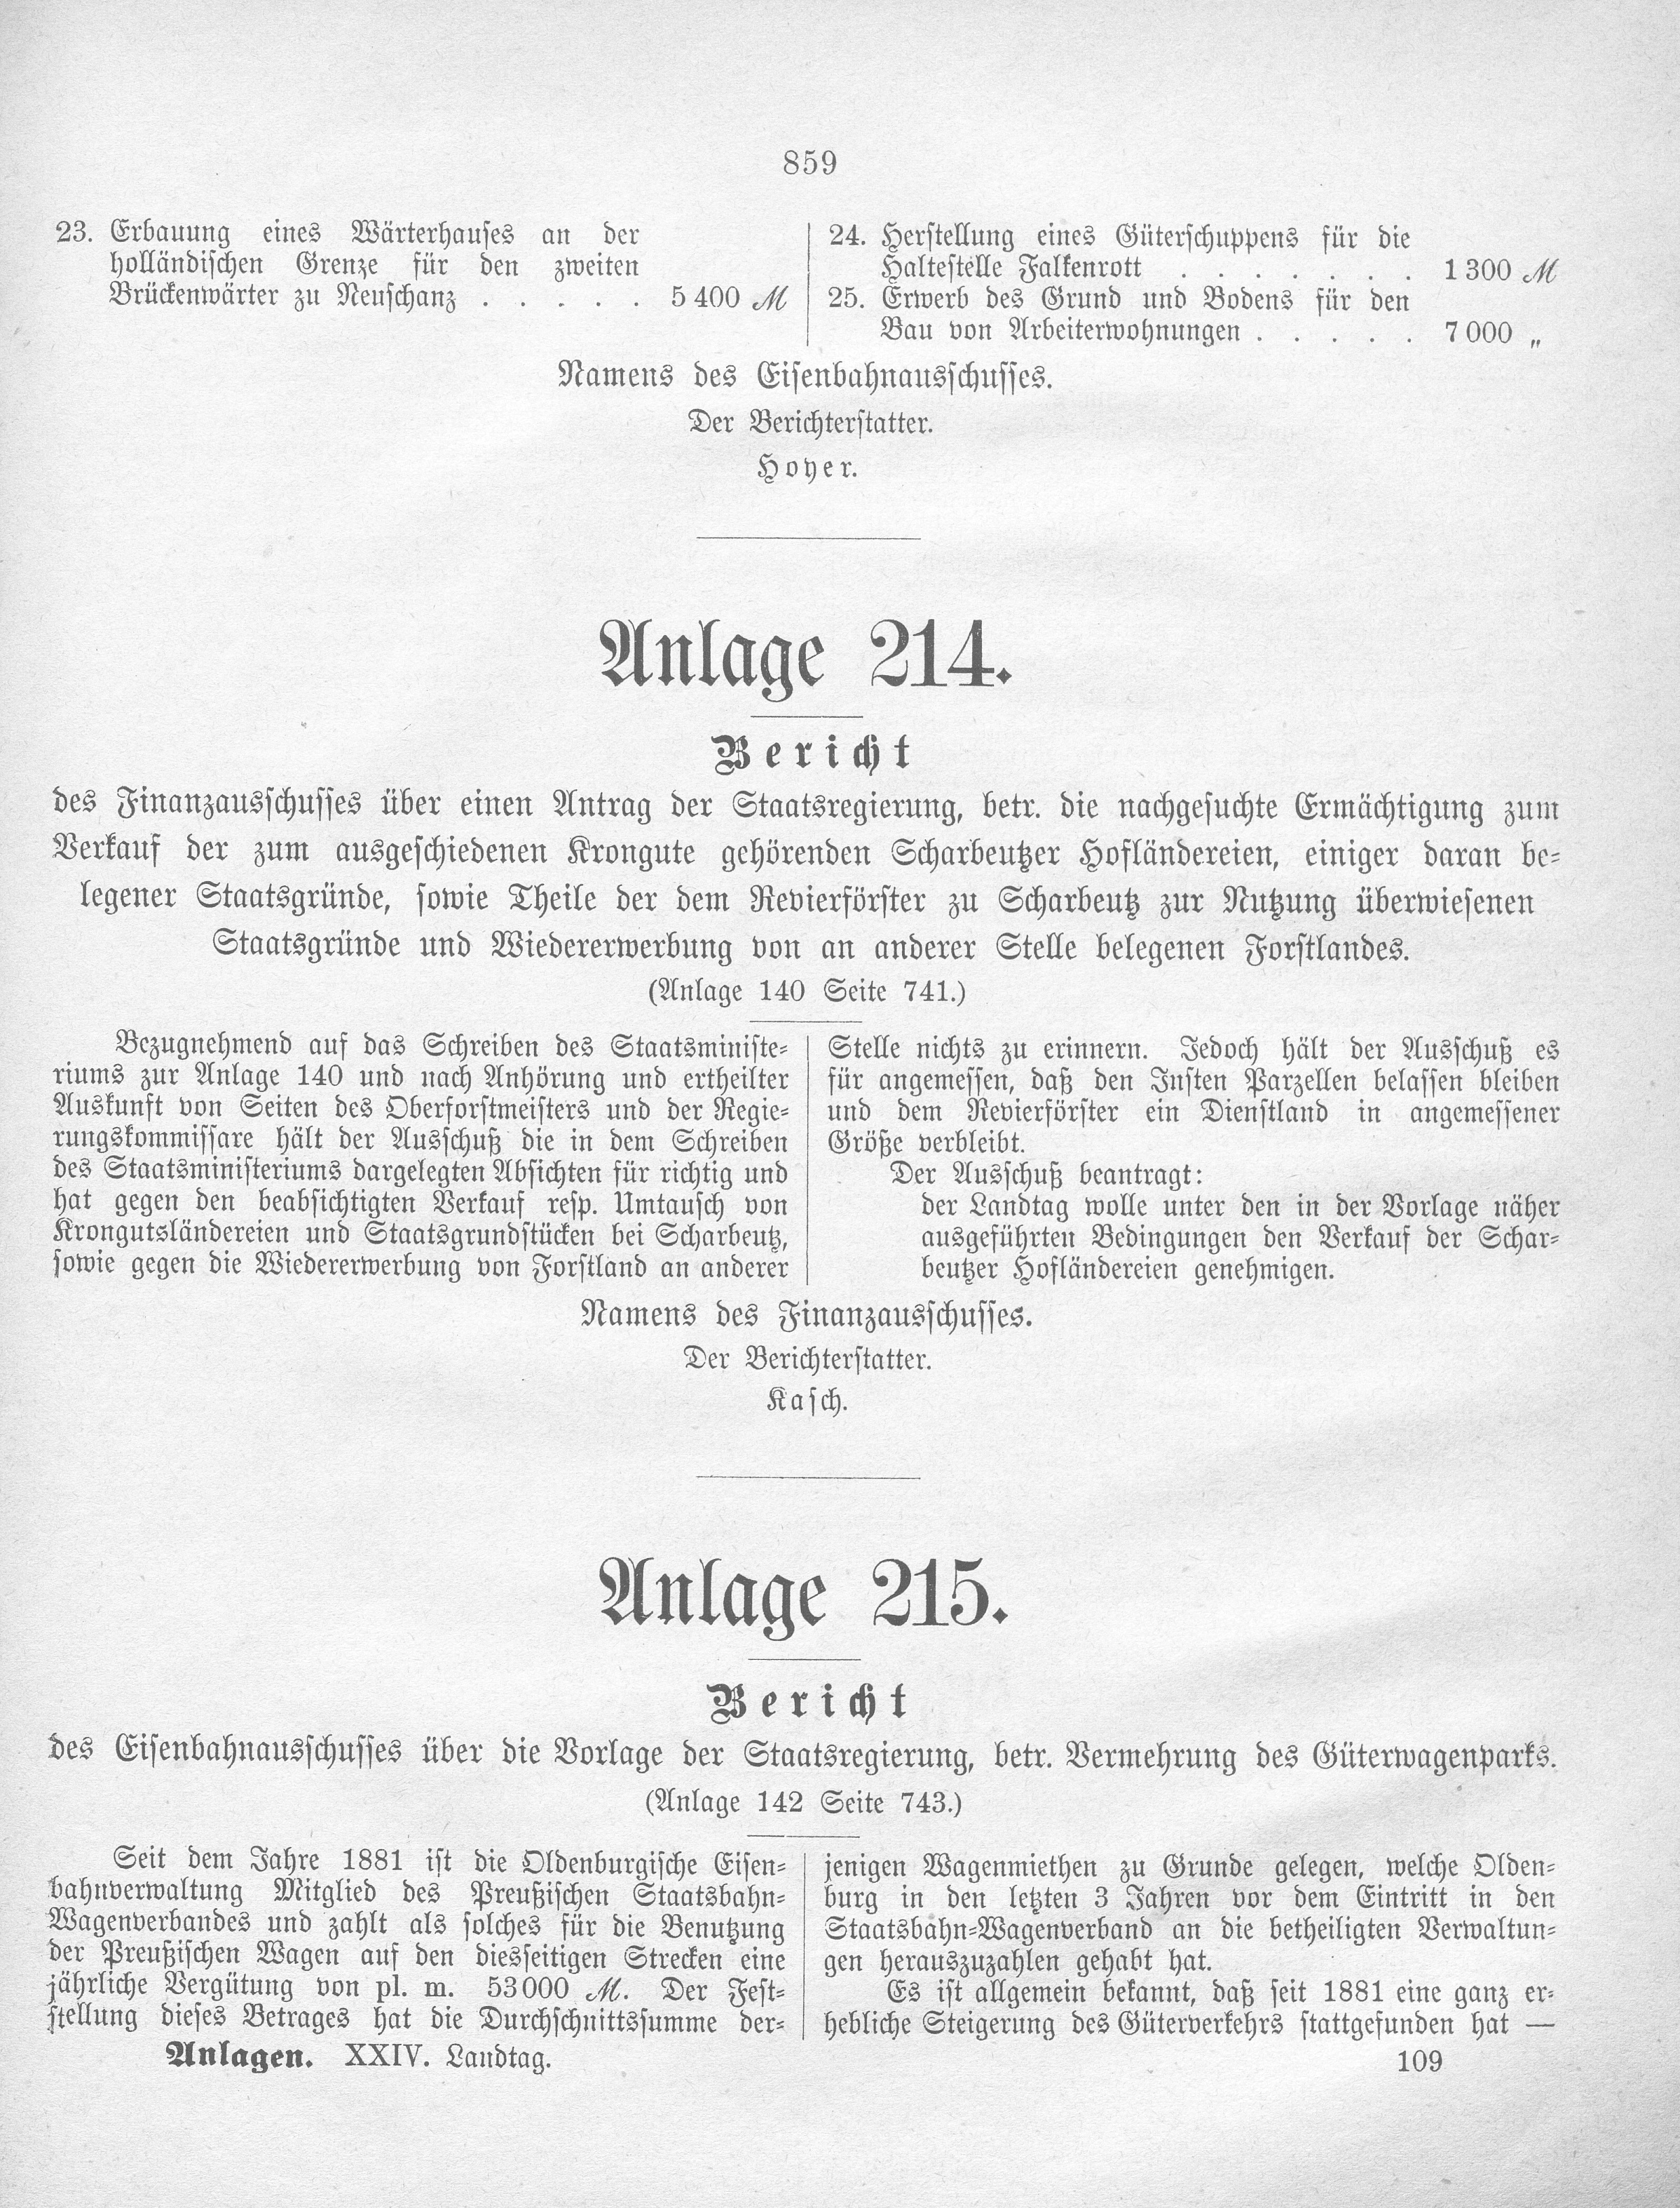 859
23. Erbauung eines Wärterhauses an der
holländischen Grenze für den zweiten
Brückenwärter zu Neuschanz . . . . . 5 400 ℳ
24. Herstellung eines Güterschuppens für die
Haltestelle Falkenrott . . . . . . . 1 300 ℳ
25. Erwerb des Grund und Bodens für den
Bau von Arbeiterwohnungen . . . . . 7 000 „
Namens des Eisenbahnausschusses.
Der Berichterstatter.
Hoyer.
Anlage 214.
Bericht
des Finanzausschusses über einen Antrag der Staatsregierung, betr. die nachgesuchte Ermächtigung zum
Verkauf der zum ausgeschiedenen Krongute gehörenden Scharbeutzer Hofländereien, einiger daran be-
legener Staatsgründe, sowie Theile der dem Revierförster zu Scharbeutz zur Nutzung überwiesenen
Staatsgründe und Wiedererwerbung von an anderer Stelle belegenen Forstlandes.
(Anlage 140 Seite 741.)
Bezugnehmend auf das Schreiben des Staatsministe-
riums zur Anlage 140 und nach Anhörung und ertheilter
Auskunft von Seiten des Oberforstmeisters und der Regie-
rungskommissare hält der Ausschuß die in dem Schreiben
des Staatsministeriums dargelegten Absichten für richtig und
hat gegen den beabsichtigten Verkauf resp. Umtausch von
Krongutsländereien und Staatsgrundstücken bei Scharbeutz,
sowie gegen die Wiedererwerbung von Forstland an anderer
Stelle nichts zu erinnern. Jedoch hält der Ausschuß es
für angemessen, daß den Insten Parzellen belassen bleiben
und dem Revierförster ein Dienstland in angemessener
Größe verbleibt.
Der Ausschuß beantragt:
der Landtag wolle unter den in der Vorlage näher
ausgeführten Bedingungen den Verkauf der Schar-
beutzer Hofländereien genehmigen.
Namens des Finanzausschusses.
Der Berichterstatter.
Kasch.
Anlage 215.
Bericht
des Eisenbahnausschusses über die Vorlage der Staatsregierung, betr. Vermehrung des Güterwagenparks.
(Anlage 142 Seite 743.)
Seit dem Jahre 1881 ist die Oldenburgische Eisen-
bahnverwaltung Mitglied des Preußischen Staatsbahn-
Wagenverbandes und zahlt als solches für die Benutzung
der Preußischen Wagen auf den diesseitigen Strecken eine
jährliche Vergütung von pl. m. 53 000 ℳ. Der Fest-
stellung dieses Betrages hat die Durchschnittssumme der-
jenigen Wagenmiethen zu Grunde gelegen, welche Olden-
burg in den letzten 3 Jahren vor dem Eintritt in den
Staatsbahn-Wagenverband an die betheiligten Verwaltun-
gen herauszuzahlen gehabt hat.
Es ist allgemein bekannt, daß seit 1881 eine ganz er-
hebliche Steigerung des Güterverkehrs stattgefunden hat —
Anlagen. XXIV. Landtag. 109